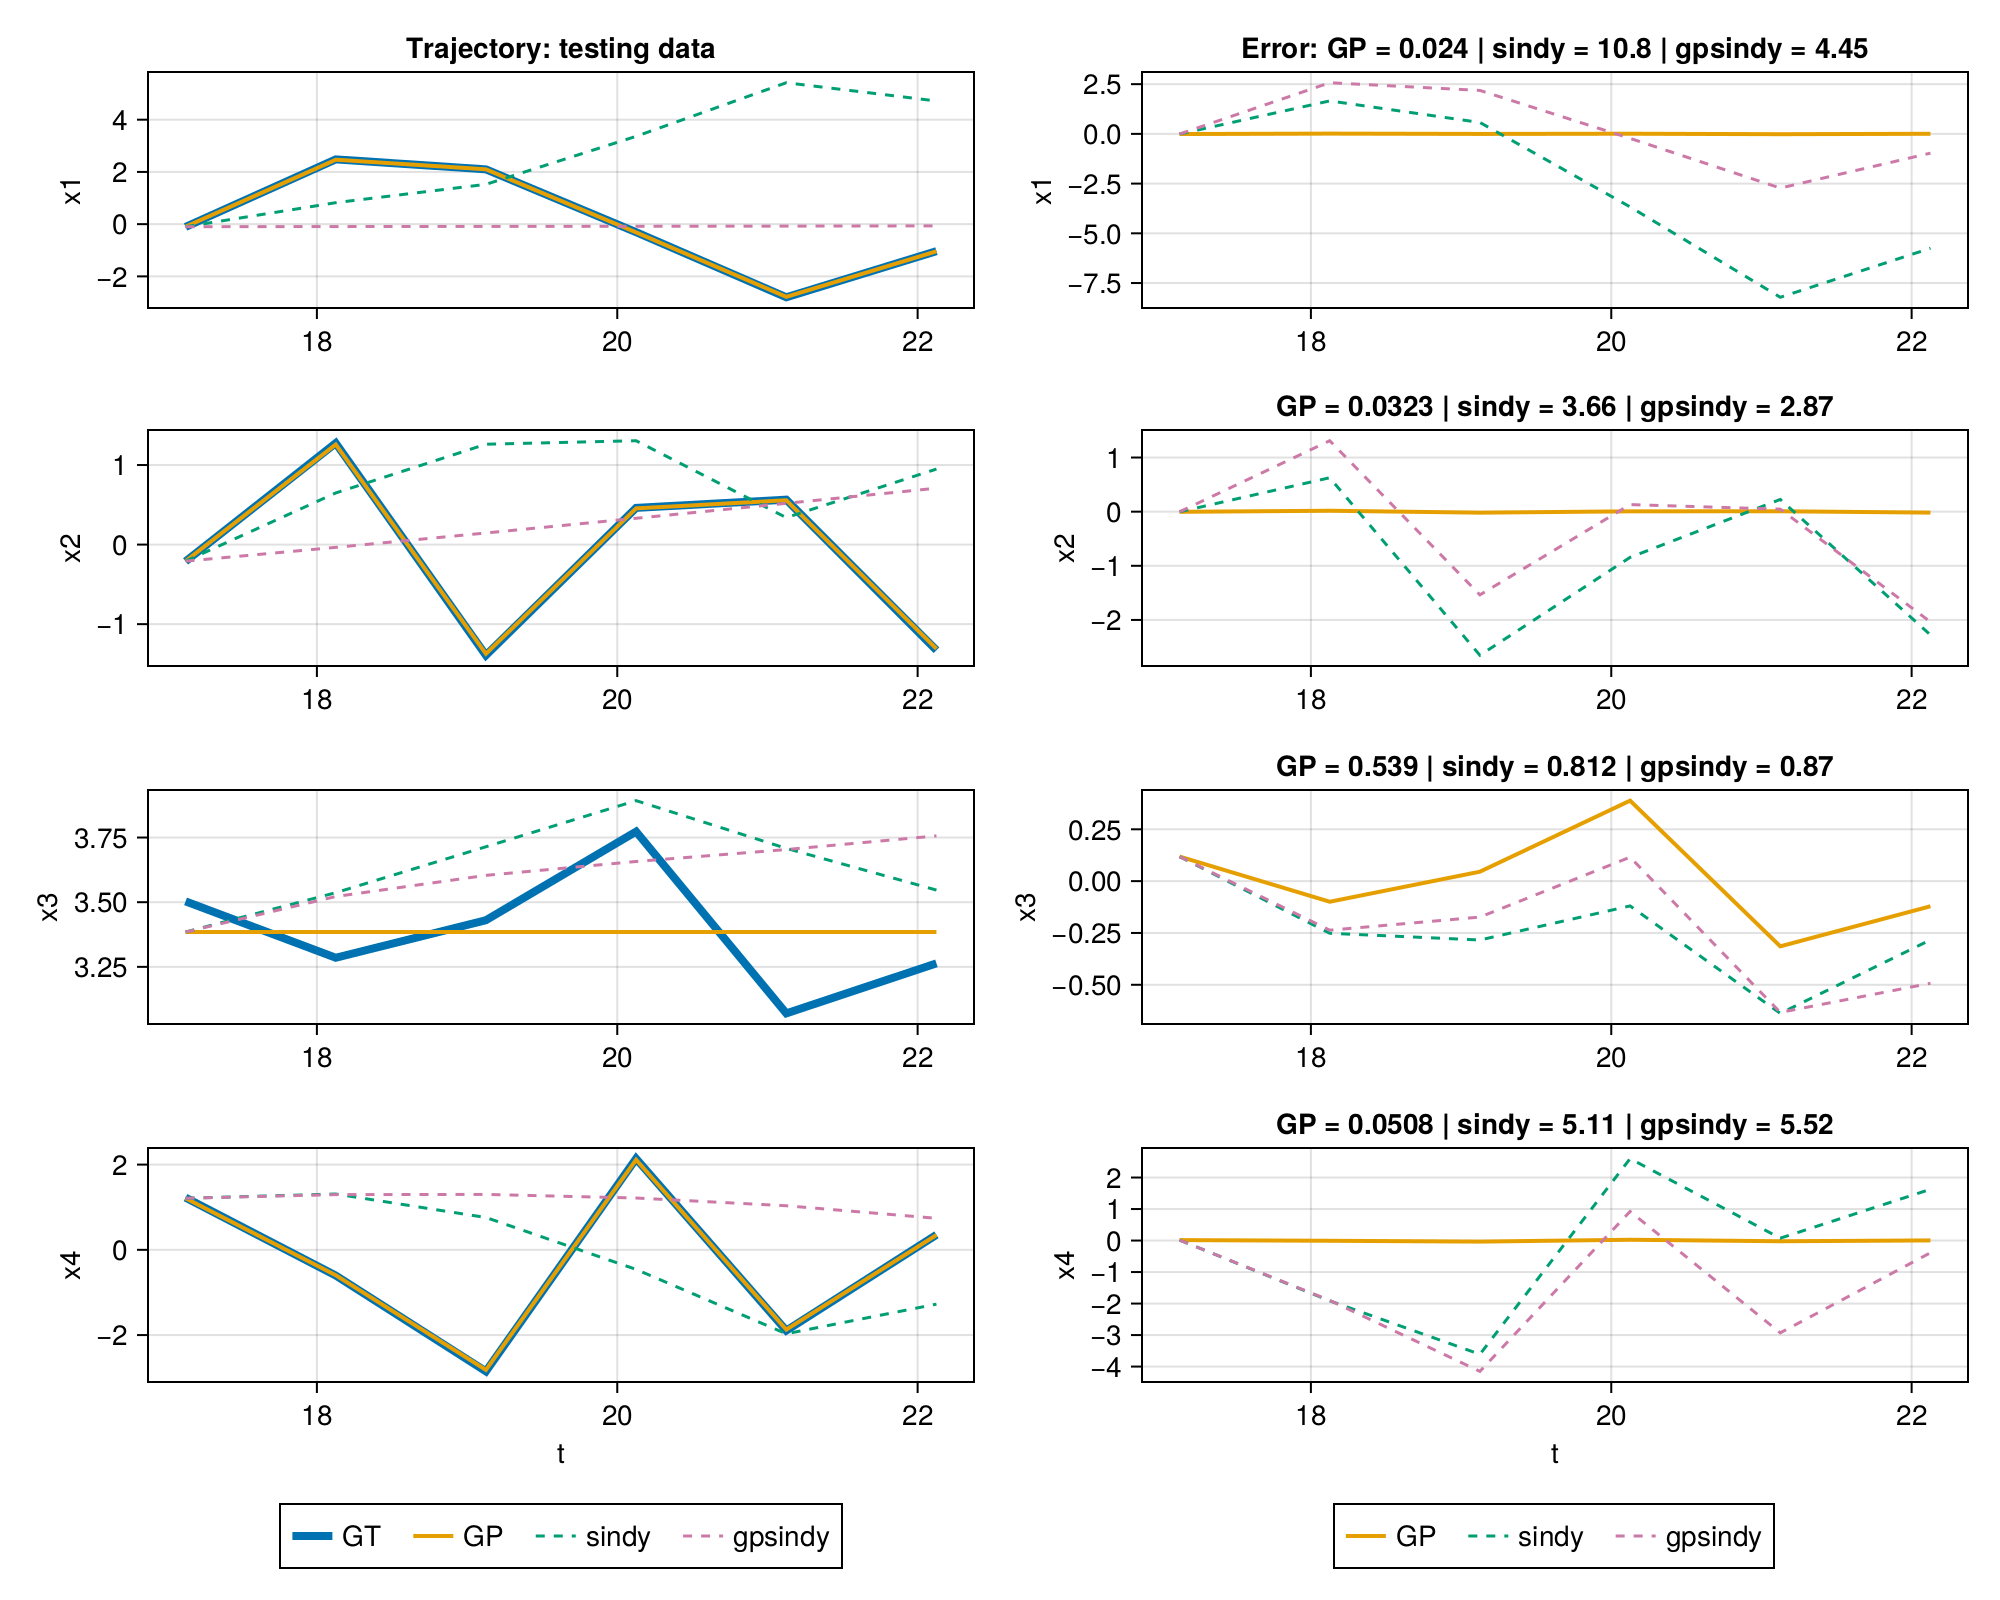 Trajectory: testing data
4
2
0
−2
x1
18 20 22
Error: GP = 0.024 | sindy = 10.8 | gpsindy = 4.45
2.5
0.0
−2.5
−5.0
−7.5
x1
18 20 22
1
0
−1
x2
18 20 22
GP = 0.0323 | sindy = 3.66 | gpsindy = 2.87
1
0
−1
−2
x2
18 20 22
3.75
3.50
3.25
x3
18 20 22
GP = 0.539 | sindy = 0.812 | gpsindy = 0.87
0.25
0.00
−0.25
−0.50
x3
18 20 22
2
0
−2
x4
18 20 22
t
GP = 0.0508 | sindy = 5.11 | gpsindy = 5.52
2
1
0
−1
−2
−3
−4
x4
18 20 22
t
GT GP sindy gpsindy
GP sindy gpsindy